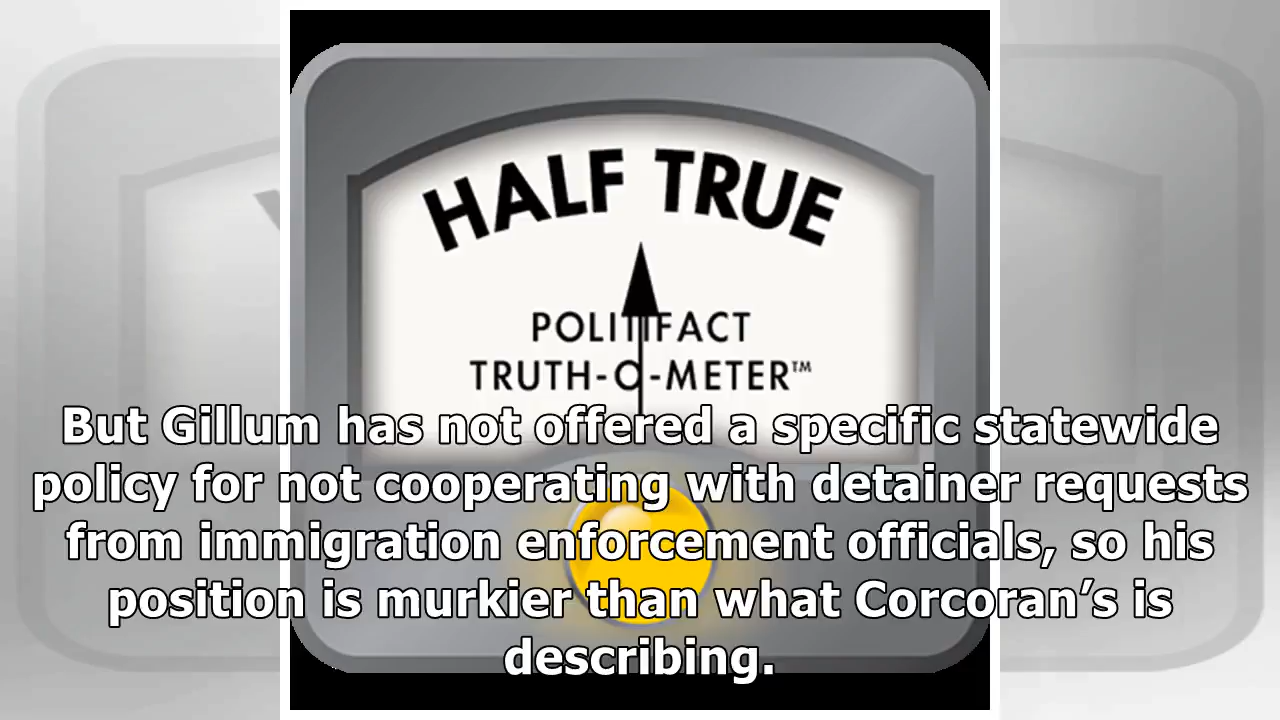 HALF TRUE
POLITIFACT
TRUTH-O-METER™
But Gillum has not offered a specific statewide
policy for not cooperating with detainer requests
from immigration enforcement officials, so his
position is murkier than what Corcoran’s is
describing.